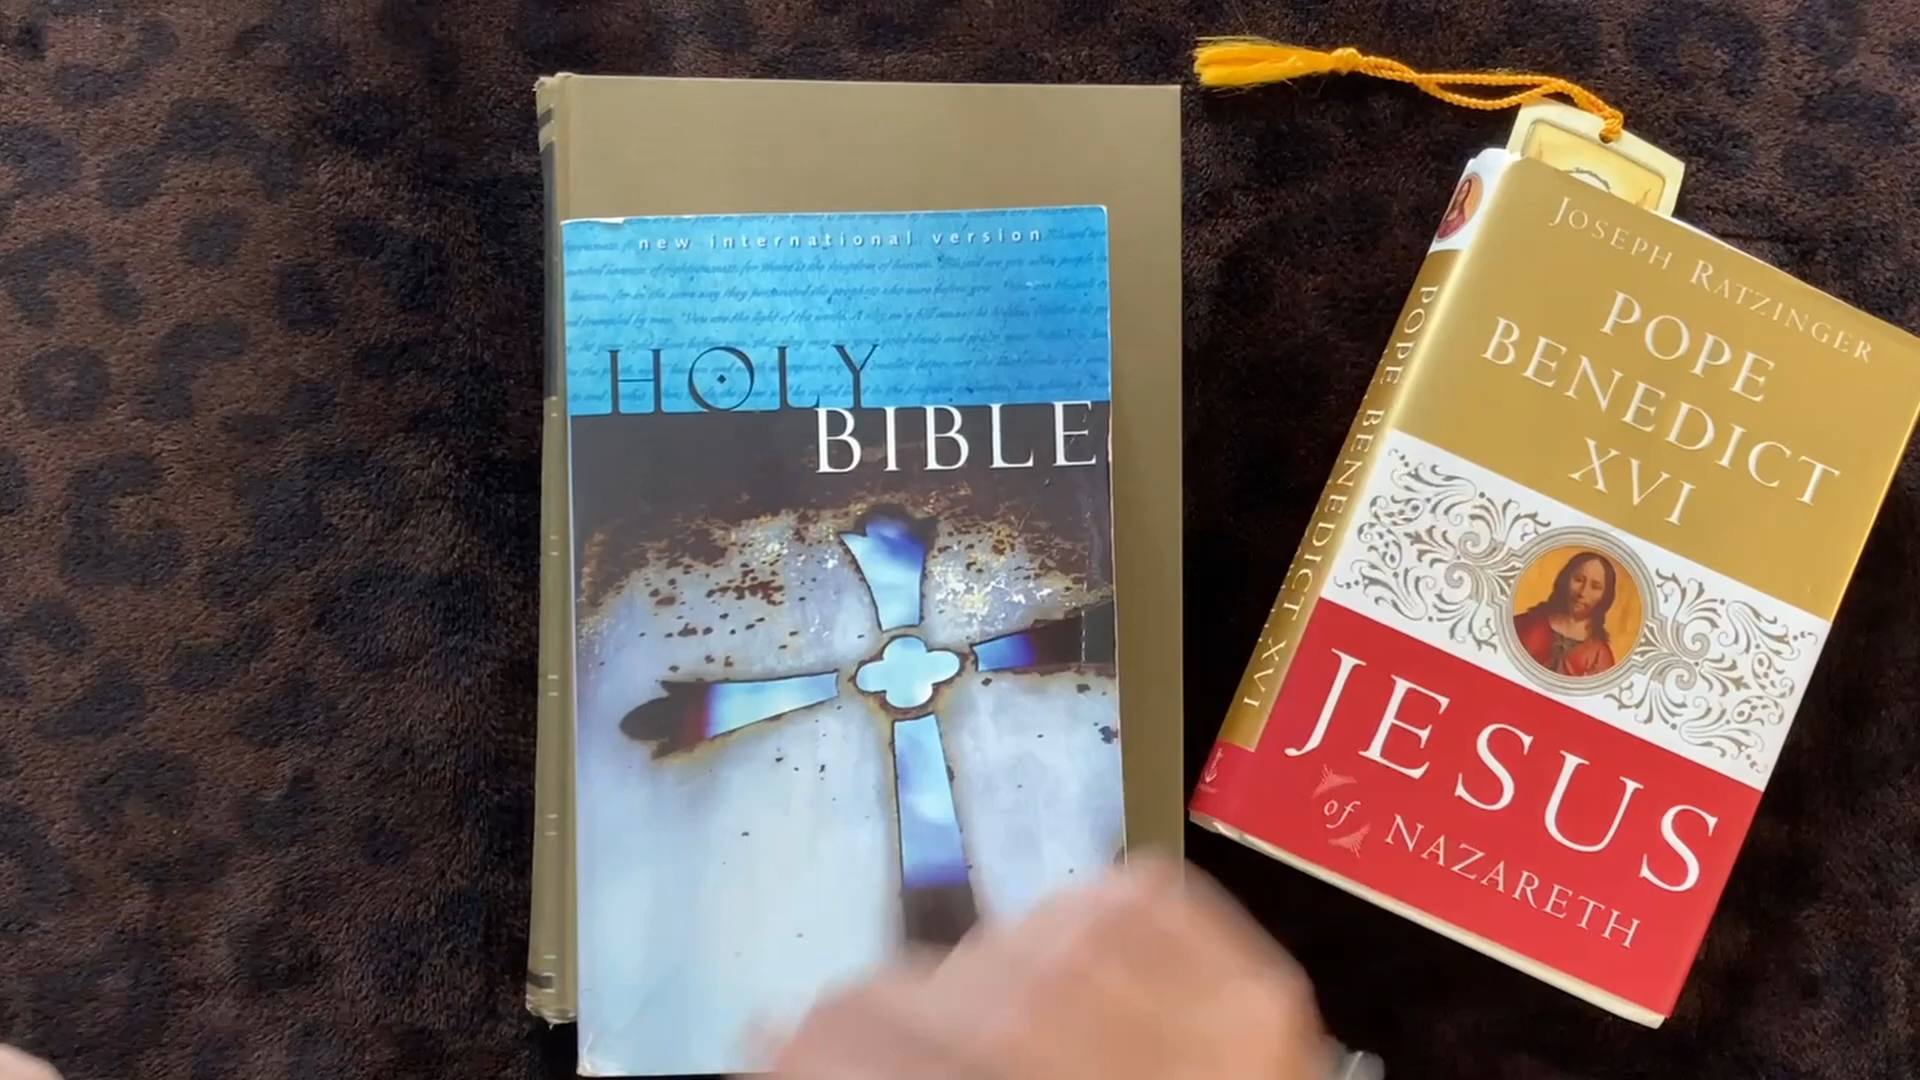 new international version
HOLY
BIBLE
JOSEPH RATZINGER
POPE
BENEDICT
XVI
JESUS
of NAZARETH
POPE BENEDICT XVI